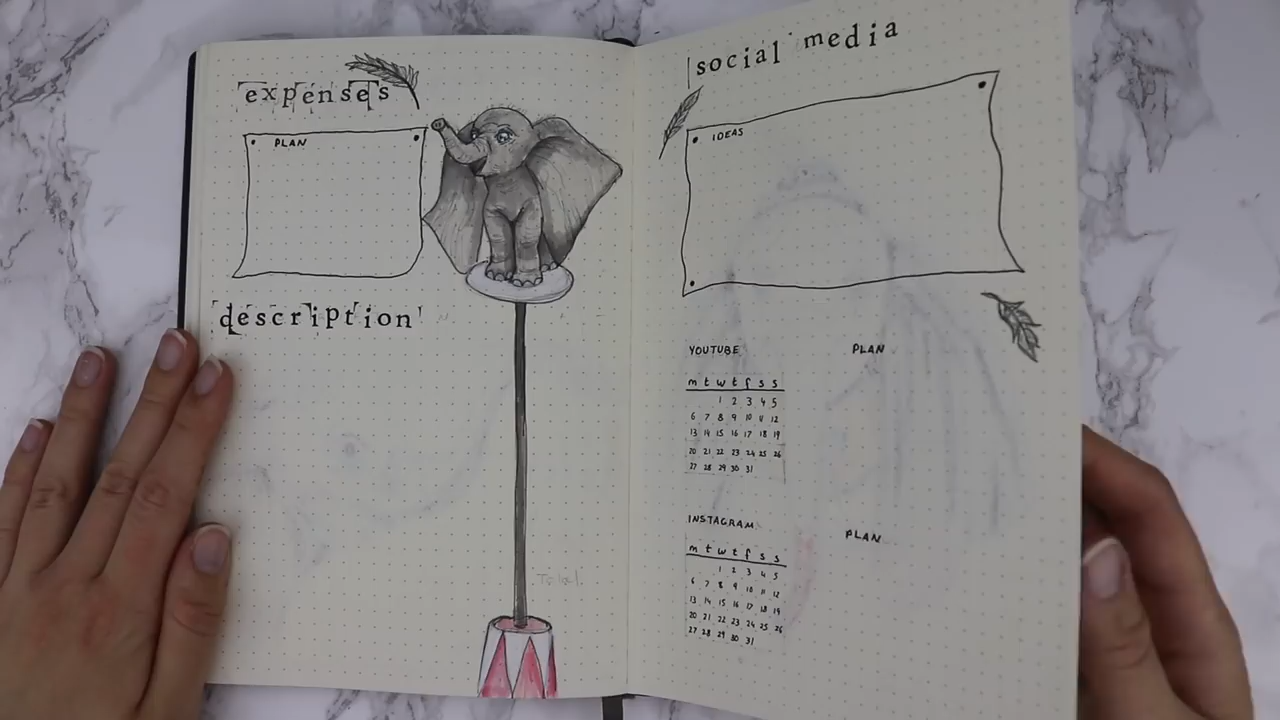 expenses
PLAN
description
Total
social media
IDEAS
YOUTUBE
PLAN
m t w t f s s
1 2 3 4 5
6 7 8 9 10 11 12
13 14 15 16 17 18 19
20 21 22 23 24 25 26
27 28 29 30 31
INSTAGRAM
PLAN
m t w t f s s
1 2 3 4 5
6 7 8 9 10 11 12
13 14 15 16 17 18 19
20 21 22 23 24 25 26
27 28 29 30 31